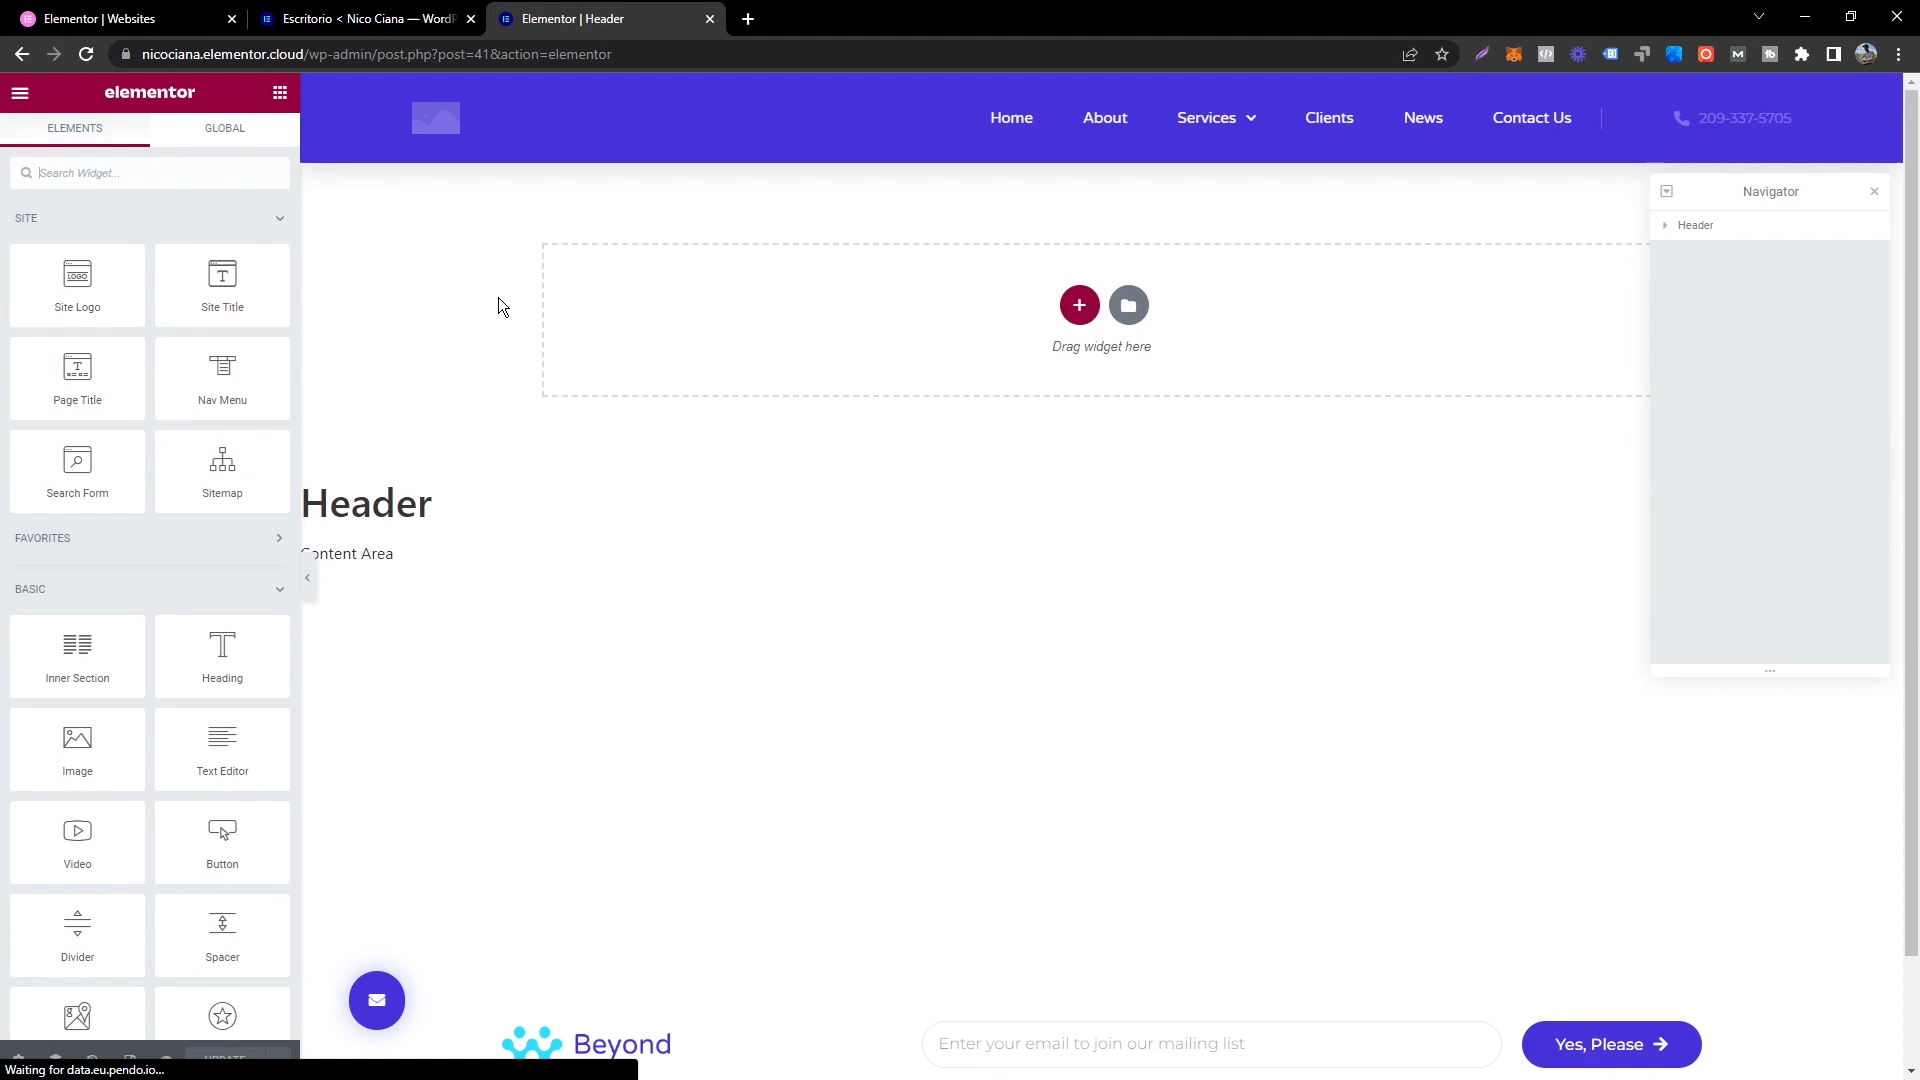 Elementor | Websites
Escritorio < Nico Ciana — WordP
Elementor | Header
nicociana.elementor.cloud/wp-admin/post.php?post=41&action=elementor
elementor
ELEMENTS
GLOBAL
Search Widget...
SITE
LOGO
Site Logo
Site Title
Page Title
Nav Menu
Search Form
Sitemap
FAVORITES
BASIC
Inner Section
Heading
Image
Text Editor
Video
Button
Divider
Spacer
Waiting for data.eu.pendo.io...
Home
About
Services
Clients
News
Contact Us
209-337-5705
Drag widget here
Header
Content Area
Navigator
Header
Beyond
Enter your email to join our mailing list
Yes, Please